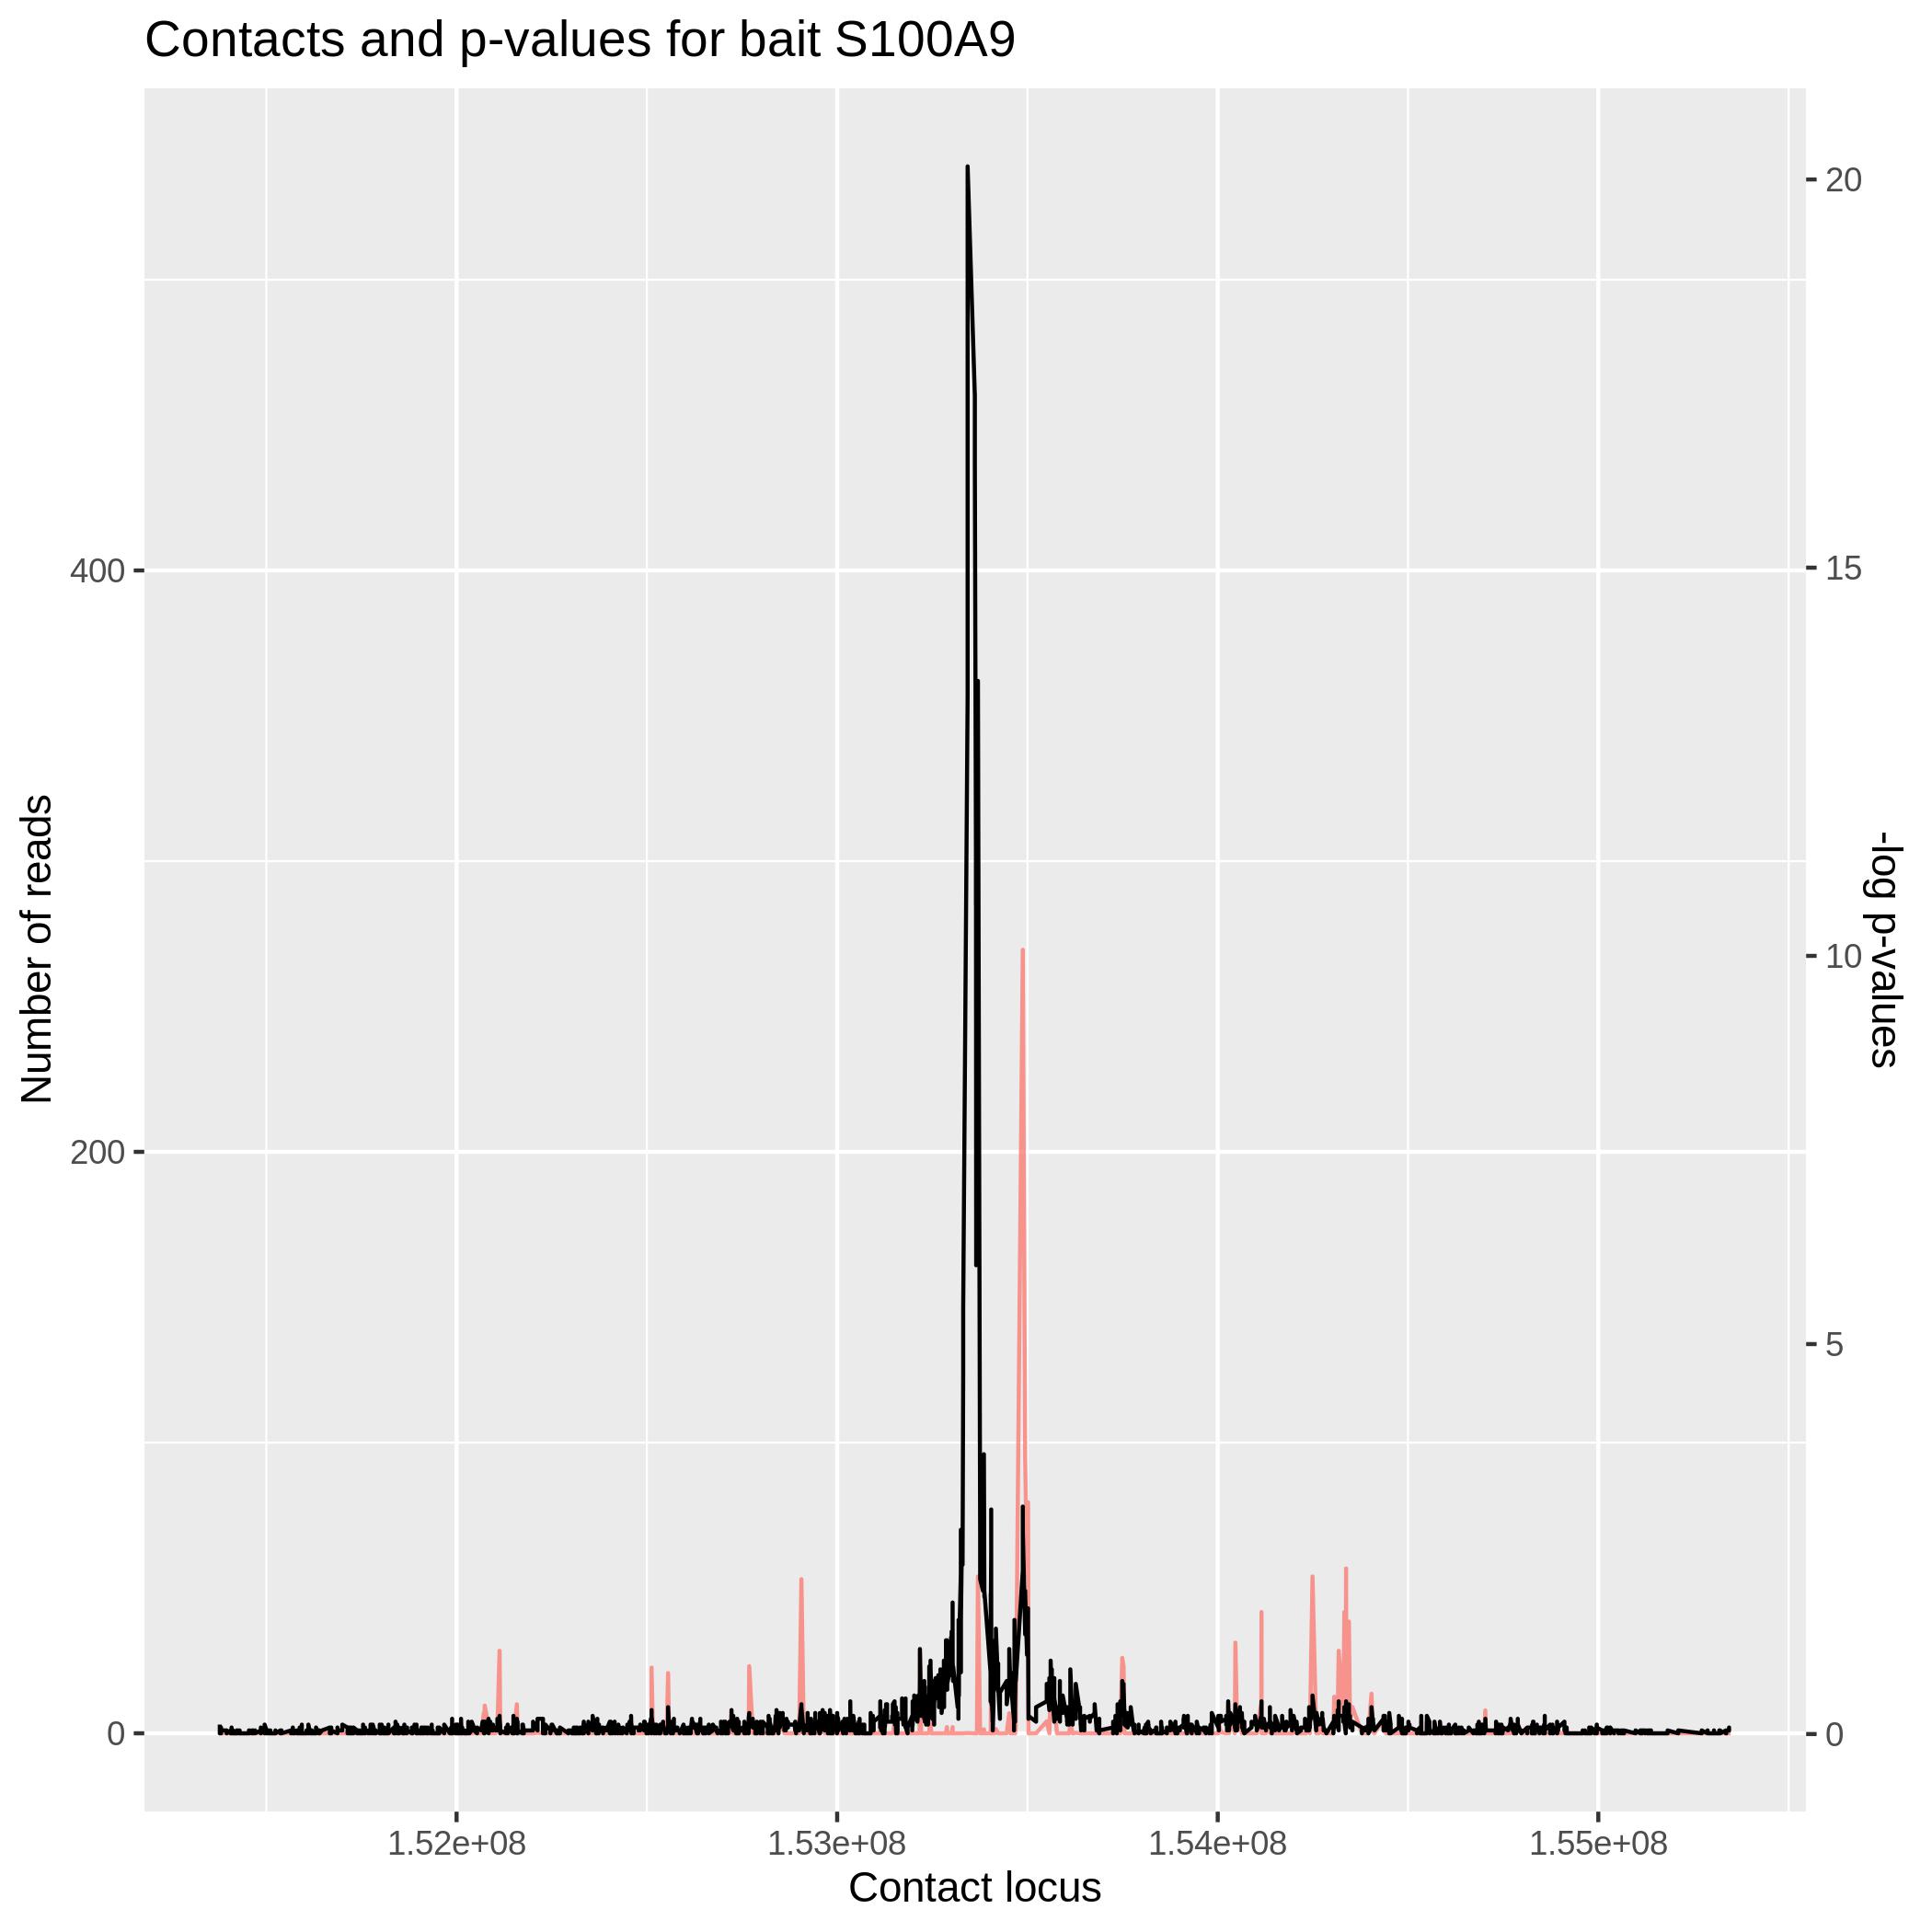 Contacts and p-values for bait S100A9
Number of reads
400
200
0
20
15
10
5
0
-log p-values
1.52e+08 1.53e+08 1.54e+08 1.55e+08
Contact locus